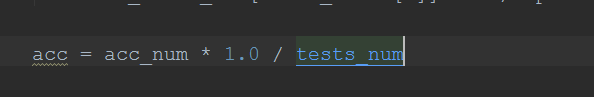 acc = acc_num * 1.0 / tests_num